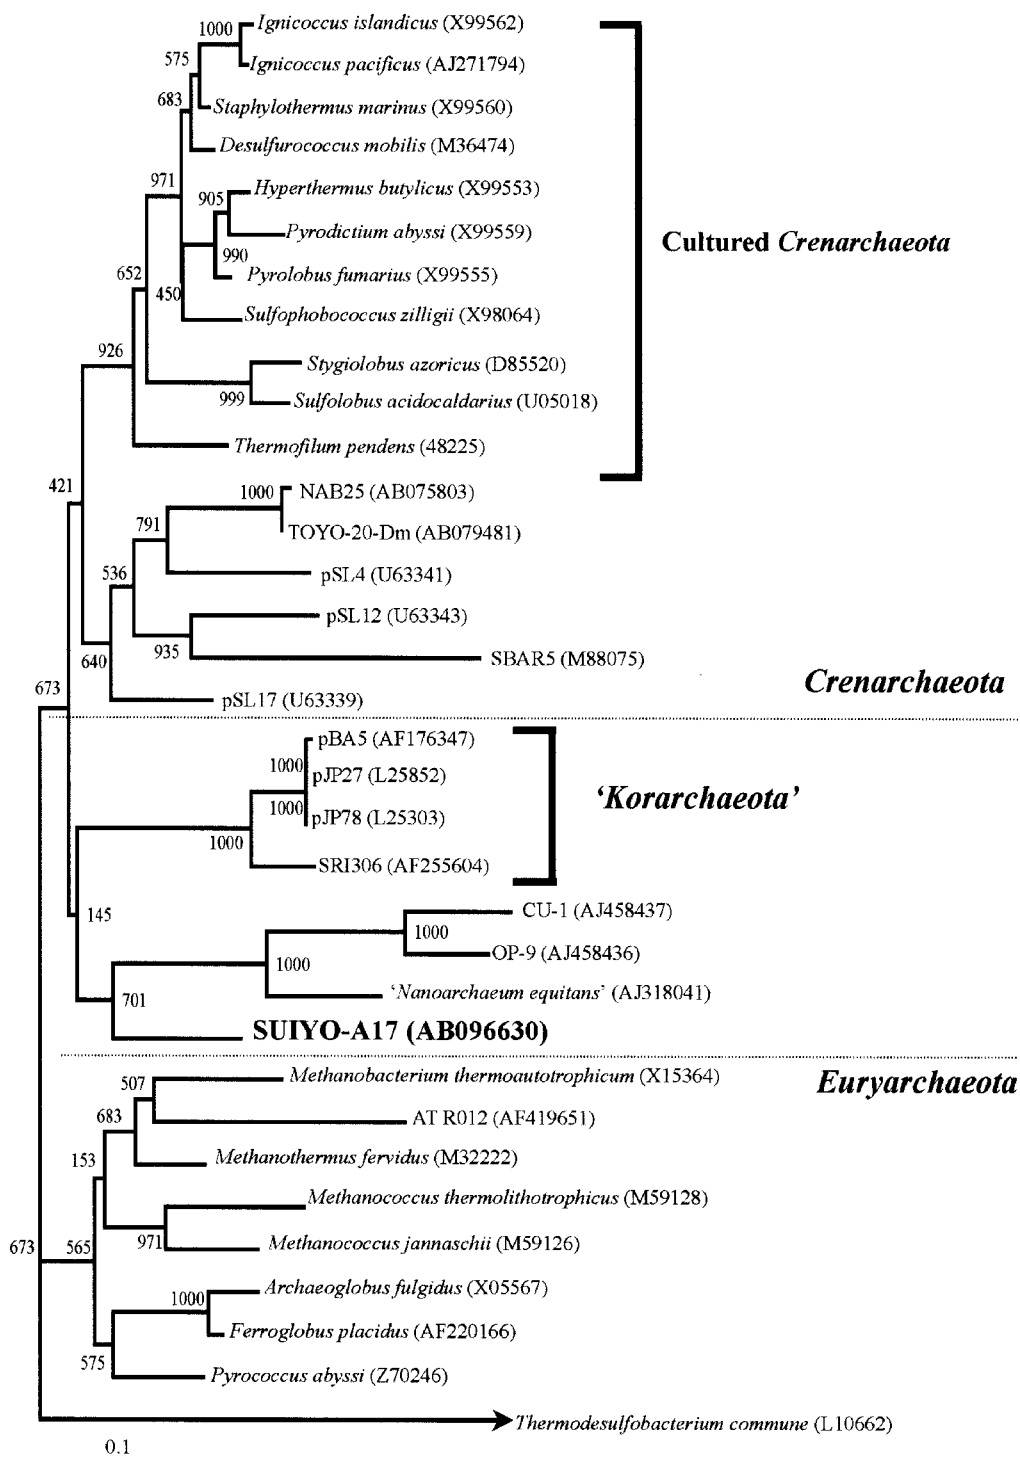 1000
Ignicoccus islandicus (X99562)
575
Ignicoccus pacificus (AJ271794)
683
Staphylothermus marinus (X99560)
Desulfurococcus mobilis (M36474)
971
905
Hyperthermus butylicus (X99553)
Pyrodictium abyssi (X99559)
Cultured Crenarchaeota
990
652
Pyrolobus fumarius (X99555)
450
Sulfophobococcus zilligii (X98064)
926
Stygiolobus azoricus (D85520)
999
Sulfolobus acidocaldarius (U05018)
Thermofilum pendens (48225)
421
1000
NAB25 (AB075803)
791
TOYO-20-Dm (AB079481)
536
pSL4 (U63341)
pSL12 (U63343)
935
640
SBAR5 (M88075)
Crenarchaeota
673
pSL17 (U63339)
pBA5 (AF176347)
1000
pJP27 (L25852)
1000
pJP78 (L25303)
'Korarchaeota'
1000
SRI306 (AF255604)
145
CU-1 (AJ458437)
1000
OP-9 (AJ458436)
1000
'Nanoarchaeum equitans' (AJ318041)
701
SUIYO-A17 (AB096630)
507
Methanobacterium thermoautotrophicum (X15364)
Euryarchaeota
683
AT R012 (AF419651)
153
Methanothermus fervidus (M32222)
Methanococcus thermolithotrophicus (M59128)
673
565
971
Methanococcus jannaschii (M59126)
1000
Archaeoglobus fulgidus (X05567)
Ferroglobus placidus (AF220166)
575
Pyrococcus abyssi (Z70246)
Thermodesulfobacterium commune (L10662)
0.1